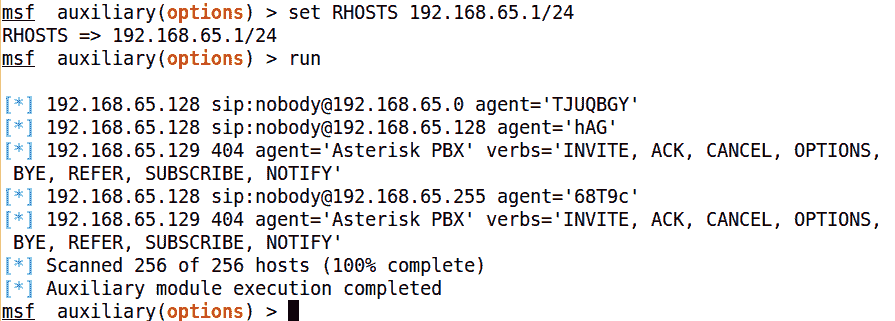 msf  auxiliary(options) > set RHOSTS 192.168.65.1/24
RHOSTS => 192.168.65.1/24
msf  auxiliary(options) > run

[*] 192.168.65.128 sip:nobody@192.168.65.0 agent='TJUQBGY'
[*] 192.168.65.128 sip:nobody@192.168.65.128 agent='hAG'
[*] 192.168.65.129 404 agent='Asterisk PBX' verbs='INVITE, ACK, CANCEL, OPTIONS,
 BYE, REFER, SUBSCRIBE, NOTIFY'
[*] 192.168.65.128 sip:nobody@192.168.65.255 agent='68T9c'
[*] 192.168.65.129 404 agent='Asterisk PBX' verbs='INVITE, ACK, CANCEL, OPTIONS,
 BYE, REFER, SUBSCRIBE, NOTIFY'
[*] Scanned 256 of 256 hosts (100% complete)
[*] Auxiliary module execution completed
msf  auxiliary(options) >